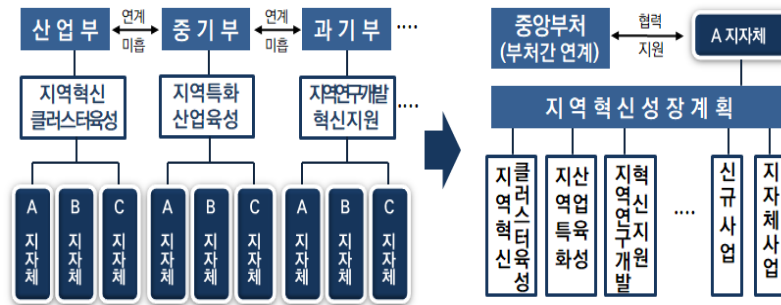 산업부
연계
미흡
중기부
연계
미흡
과기부
....
지역혁신
클러스터육성
지역특화
산업육성
지역연구개발
혁신지원
....
A 지자체
B 지자체
C 지자체
A 지자체
B 지자체
C 지자체
A 지자체
B 지자체
C 지자체
중앙부처
(부처간 연계)
협력
지원
A 지자체
지역혁신성장계획
지역혁신
클러스터육성
지역특화
산업육성
지역연구개발
혁신지원
....
신규사업
지자체사업